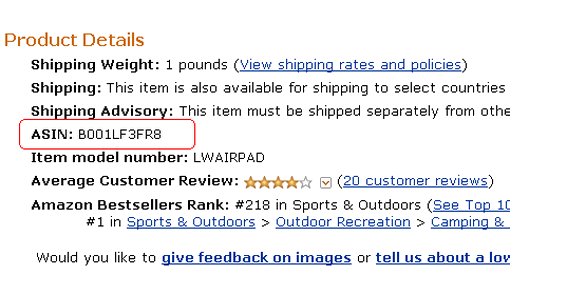 Product Details
Shipping Weight: 1 pounds (View shipping rates and policies)
Shipping: This item is also available for shipping to select countries
Shipping Advisory: This item must be shipped separately from othe
ASIN: B001LF3FR8
Item model number: LWAIRPAD
Average Customer Review: (20 customer reviews)
Amazon Bestsellers Rank: #218 in Sports & Outdoors (See Top 10
#1 in Sports & Outdoors > Outdoor Recreation > Camping &
Would you like to give feedback on images or tell us about a low